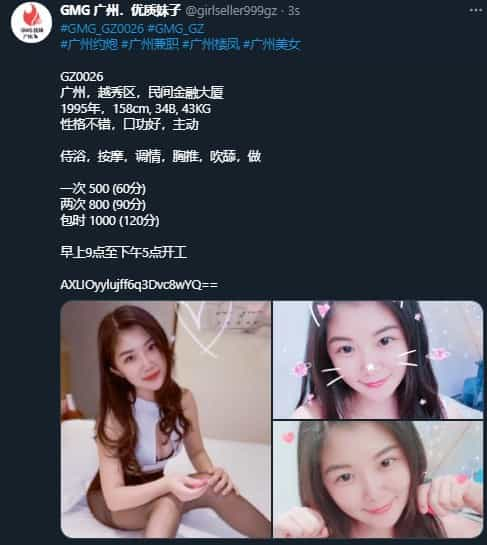 GMG 广州．优质妹子 @girlseller999gz · 3s
#GMG_GZ0026 #GMG_GZ
#广州约炮 #广州兼职 #广州楼凤 #广州美女
GZ0026
广州，越秀区，民间金融大厦
1995年，158cm, 34B, 43KG
性格不错，口功好，主动
侍浴，按摩，调情，胸推，吹舔，做
一次 500 (60分)
两次 800 (90分)
包时 1000 (120分)
早上9点至下午5点开工
AXLIOyylujff6q3Dvc8wYQ==